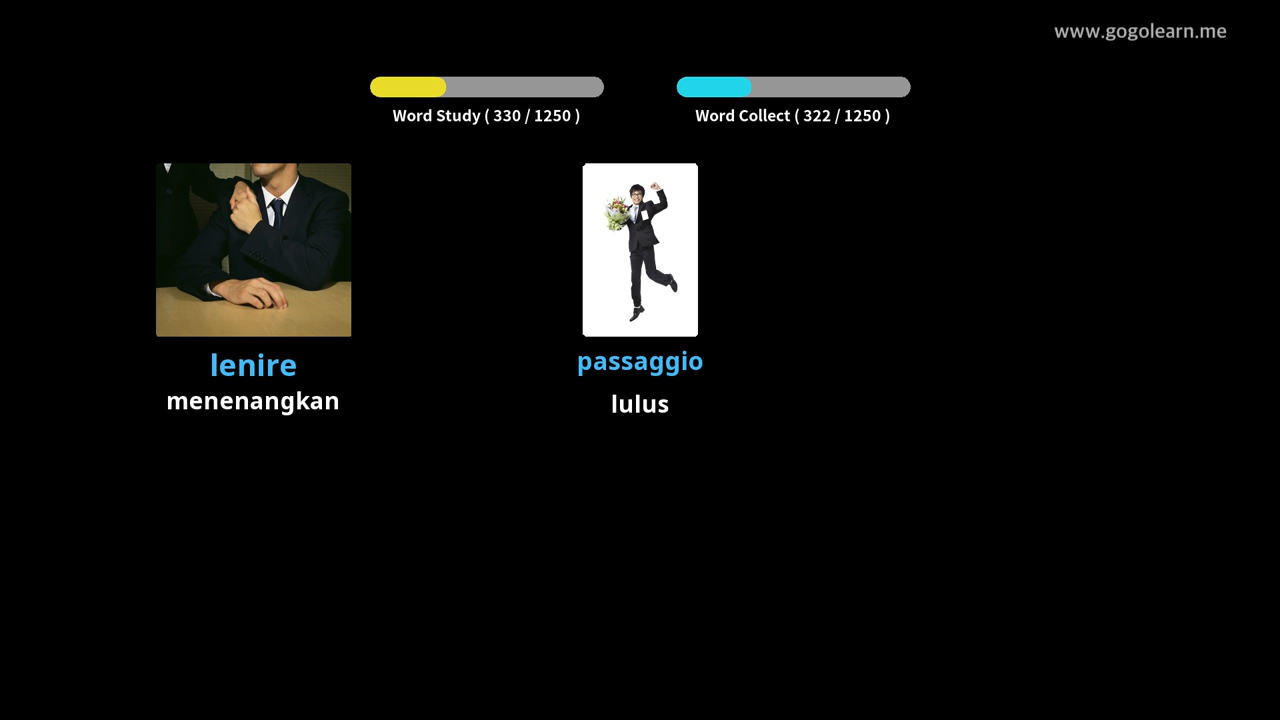 www.gogolearn.me
Word Study ( 330 / 1250 )
Word Collect ( 322 / 1250 )
lenire
menenangkan
passaggio
lulus